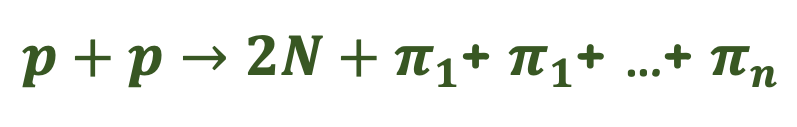 p + p → 2N + π₁+ π₁+ ...+ πₙ